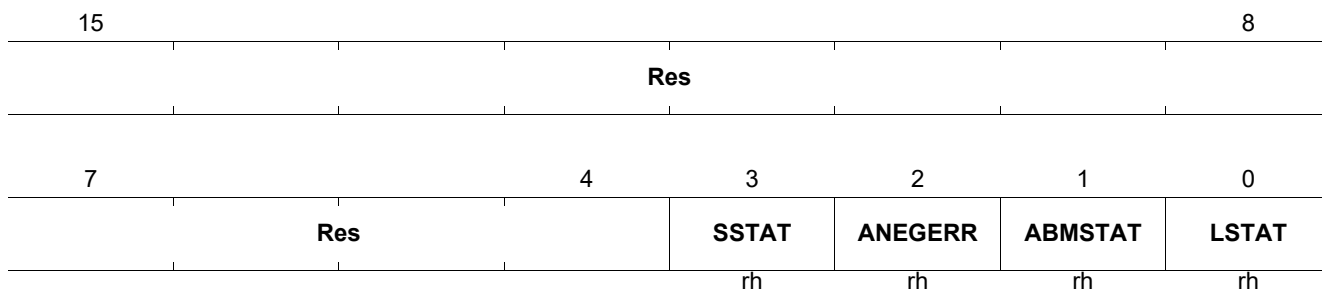 15 8
Res
7 4 3 2 1 0
Res SSTAT ANEGERR ABMSTAT LSTAT
rh rh rh rh